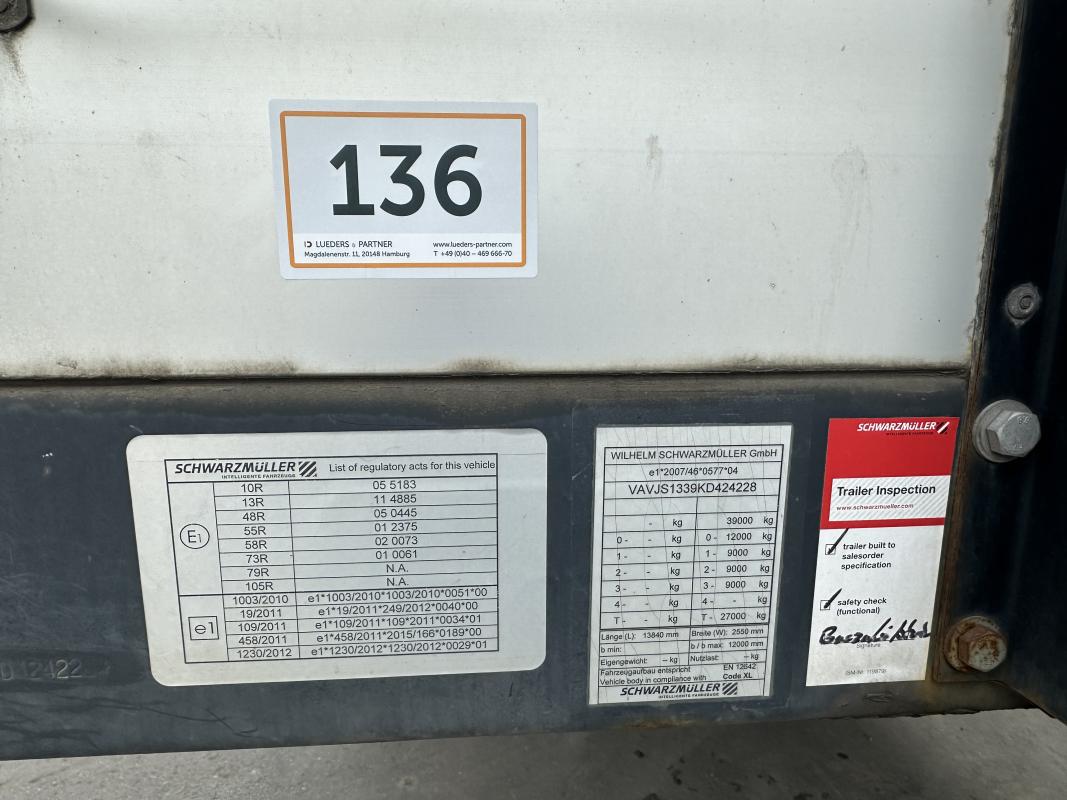 136
LUEDERS & PARTNER
Magdalenenstr. 11, 20148 Hamburg
www.lueders-partner.com
T +49 (0)40 – 469 666-70
SCHWARZMÜLLER
INTELLIGENTE FAHRZEUGE
List of regulatory acts for this vehicle
E1
10R 05 5183
13R 11 4885
48R 05 0445
55R 01 2375
58R 02 0073
73R 01 0061
79R N.A.
105R N.A.
e1
1003/2010 e1*1003/2010*1003/2010*0051*00
19/2011 e1*19/2011*249/2012*0040*00
109/2011 e1*109/2011*109/2011*0034*01
458/2011 e1*458/2011*2015/166*0189*00
1230/2012 e1*1230/2012*1230/2012*0029*01
WILHELM SCHWARZMÜLLER GmbH
e1*2007/46*0577*04
VAVJS1339KD424228
- kg 39000 kg
0 - - kg 0 - 12000 kg
1 - - kg 1 - 9000 kg
2 - - kg 2 - 9000 kg
3 - - kg 3 - 9000 kg
4 - - kg 4 - - kg
T - - kg T - 27000 kg
Länge (L): 13840 mm Breite (W): 2550 mm
b min: b / b max: 12000 mm
Eigengewicht: – kg Nutzlast: – kg
Fahrzeugaufbau entspricht EN 12642
Vehicle body in compliance with Code XL
SCHWARZMÜLLER
INTELLIGENTE FAHRZEUGE
SCHWARZMÜLLER
INTELLIGENTE FAHRZEUGE
Trailer Inspection
www.schwarzmueller.com
trailer built to
salesorder
specification
safety check
(functional)
Signature